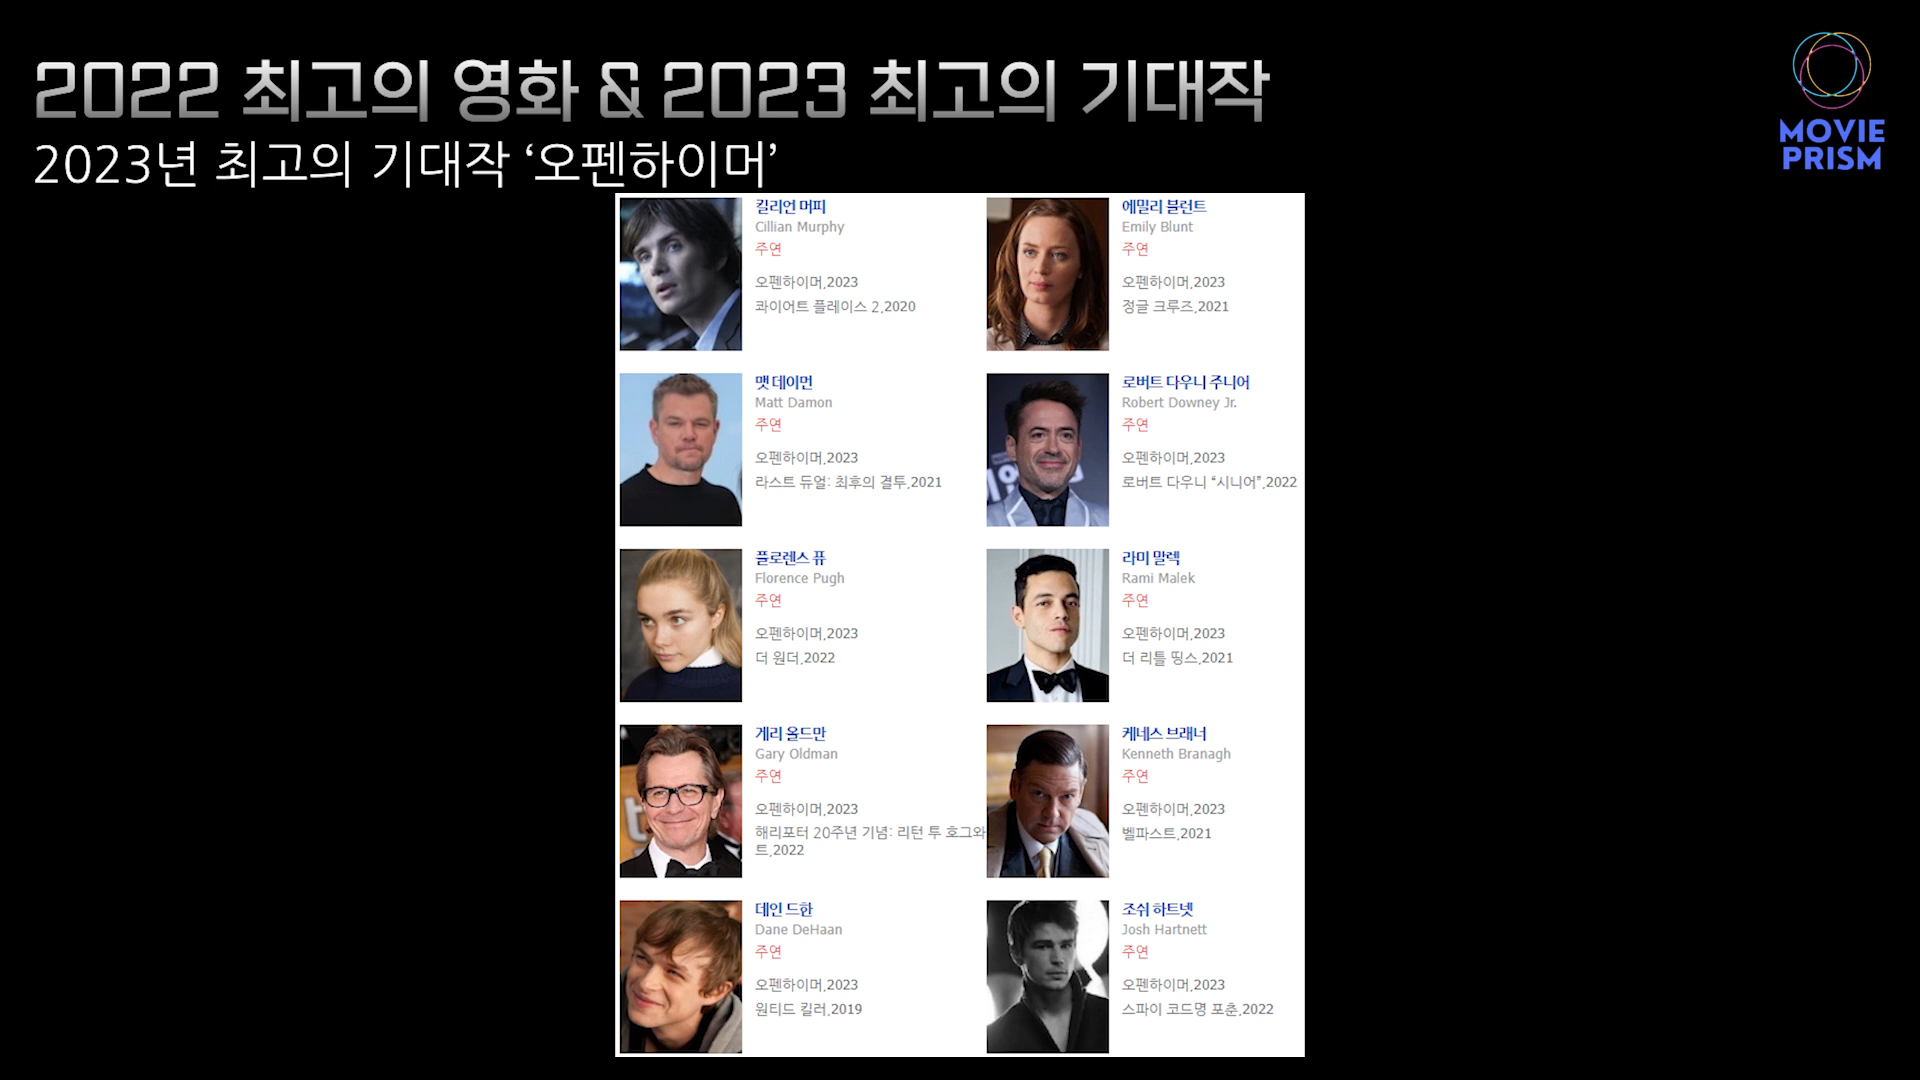 2022 최고의 영화 & 2023 최고의 기대작
2023년 최고의 기대작 ‘오펜하이머’
MOVIE
PRISM
킬리언 머피
Cillian Murphy
주연
오펜하이머,2023
콰이어트 플레이스 2,2020
에밀리 블런트
Emily Blunt
주연
오펜하이머,2023
정글 크루즈,2021
맷 데이먼
Matt Damon
주연
오펜하이머,2023
라스트 듀얼: 최후의 결투,2021
로버트 다우니 주니어
Robert Downey Jr.
주연
오펜하이머,2023
로버트 다우니 “시니어”,2022
플로렌스 퓨
Florence Pugh
주연
오펜하이머,2023
더 원더,2022
라미 말렉
Rami Malek
주연
오펜하이머,2023
더 리틀 띵스,2021
게리 올드만
Gary Oldman
주연
오펜하이머,2023
해리포터 20주년 기념: 리턴 투 호그와
트,2022
케네스 브래너
Kenneth Branagh
주연
오펜하이머,2023
벨파스트,2021
데인 드한
Dane DeHaan
주연
오펜하이머,2023
원티드 킬러,2019
조쉬 하트넷
Josh Hartnett
주연
오펜하이머,2023
스파이 코드명 포춘,2022